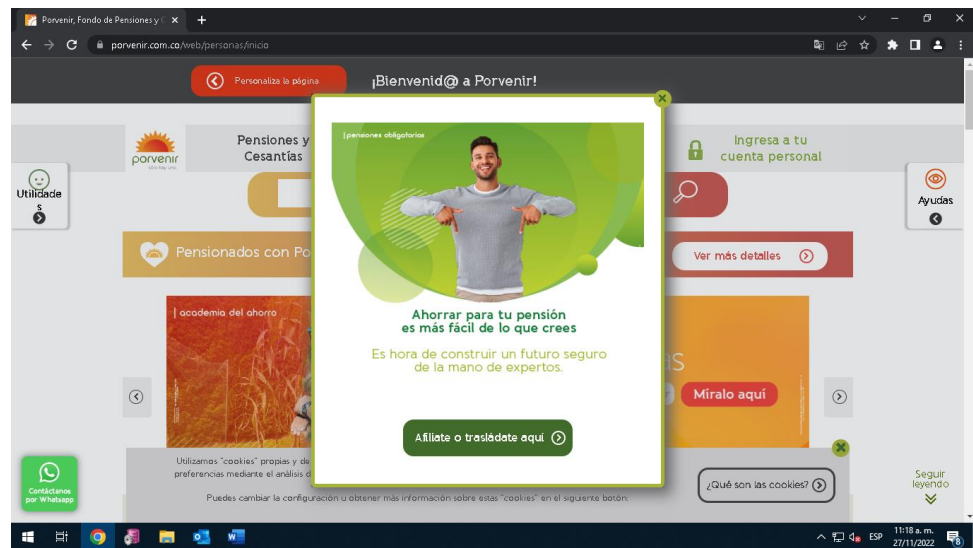 Porvenir, Fondo de Pensiones y C
porvenir.com.co/web/personas/inicio
Personaliza la página
¡Bienvenid@ a Porvenir!
porvenir
Pensiones y
Cesantías
Ingresa a tu
cuenta personal
Utilidade
s
Ayudas
Pensionados con Po
Ver más detalles
| academia del ahorro
as
Míralo aquí
| pensiones obligatorias
Ahorrar para tu pensión
es más fácil de lo que crees
Es hora de construir un futuro seguro
de la mano de expertos.
Afíliate o trasládate aquí
Utilizamos "cookies" propias y de
preferencias mediante el análisis d
Puedes cambiar la configuración u obtener más información sobre estas "cookies" en el siguiente botón:
¿Qué son las cookies?
Contáctanos
por Whatsapp
Seguir
leyendo
ESP
11:18 a. m.
27/11/2022
8